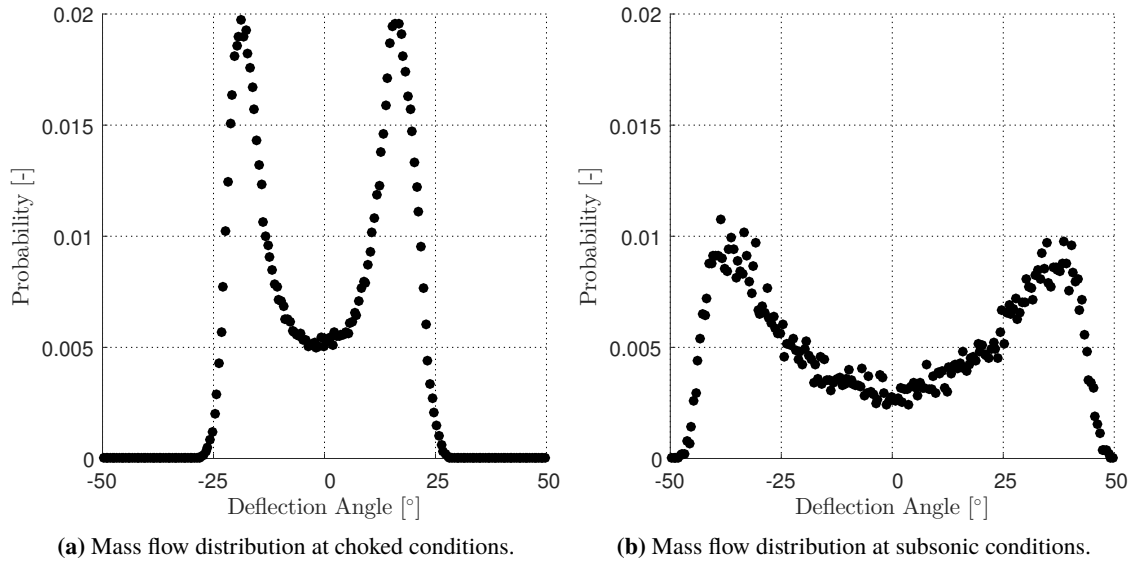 0.02
0.015
0.01
0.005
0
Probability [-]
-50 -25 0 25 50
Deflection Angle [°]
(a) Mass flow distribution at choked conditions.
0.02
0.015
0.01
0.005
0
Probability [-]
-50 -25 0 25 50
Deflection Angle [°]
(b) Mass flow distribution at subsonic conditions.